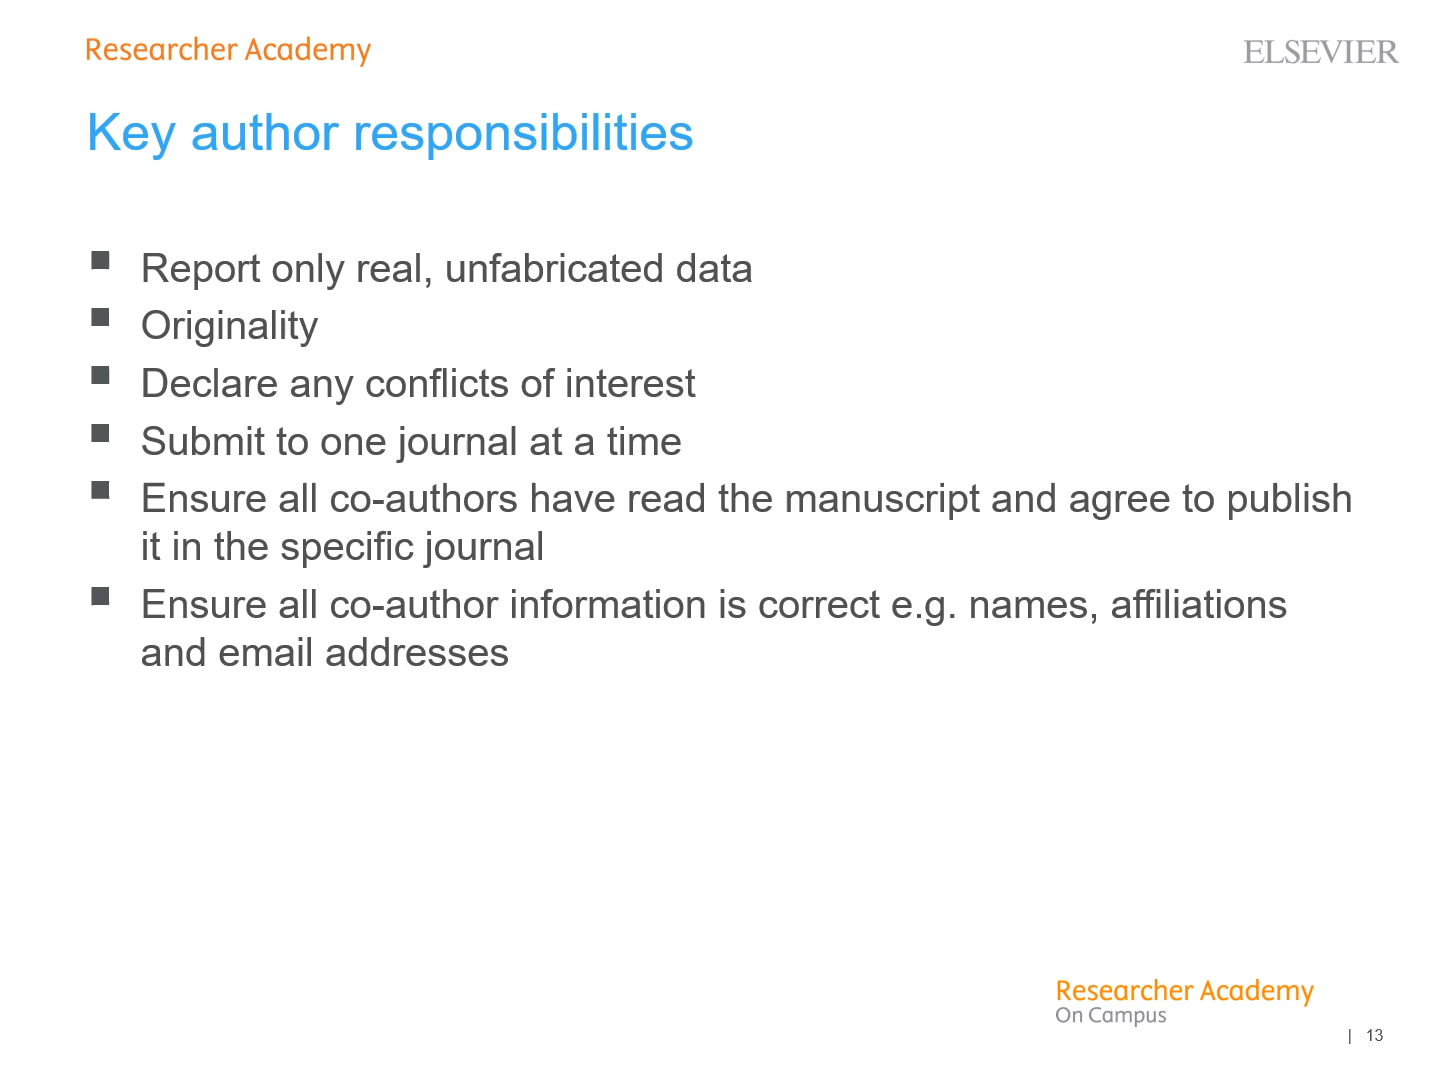 Researcher Academy
ELSEVIER
Key author responsibilities
▪ Report only real, unfabricated data
▪ Originality
▪ Declare any conflicts of interest
▪ Submit to one journal at a time
▪ Ensure all co-authors have read the manuscript and agree to publish
it in the specific journal
▪ Ensure all co-author information is correct e.g. names, affiliations
and email addresses
Researcher Academy
On Campus
| 13